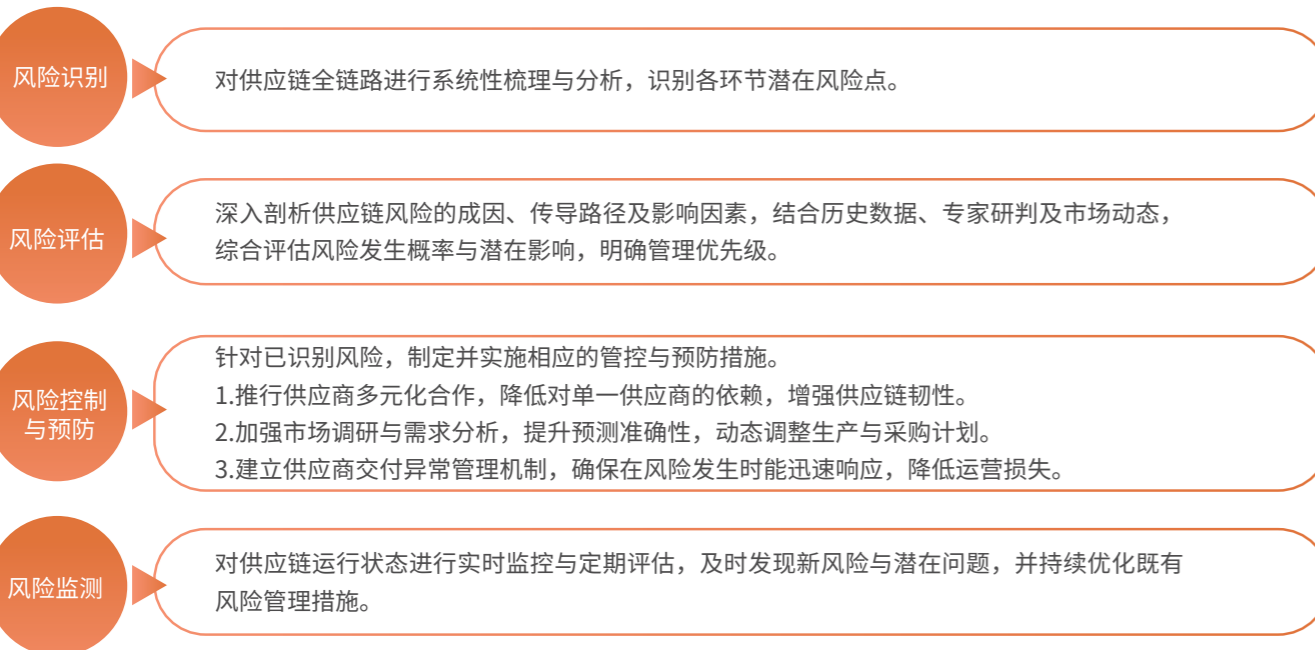 风险识别
对供应链全链路进行系统性梳理与分析，识别各环节潜在风险点。
风险评估
深入剖析供应链风险的成因、传导路径及影响因素，结合历史数据、专家研判及市场动态，
综合评估风险发生概率与潜在影响，明确管理优先级。
风险控制
与预防
针对已识别风险，制定并实施相应的管控与预防措施。
1.推行供应商多元化合作，降低对单一供应商的依赖，增强供应链韧性。
2.加强市场调研与需求分析，提升预测准确性，动态调整生产与采购计划。
3.建立供应商交付异常管理机制，确保在风险发生时能迅速响应，降低运营损失。
风险监测
对供应链运行状态进行实时监控与定期评估，及时发现新风险与潜在问题，并持续优化既有
风险管理措施。